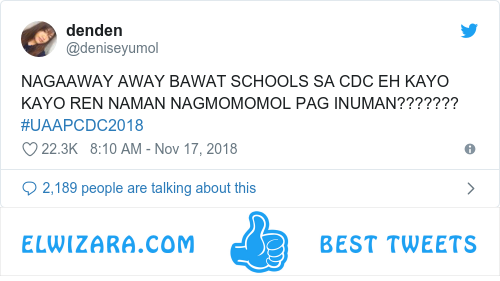 denden
@deniseyumol
NAGAAWAY AWAY BAWAT SCHOOLS SA CDC EH KAYO
KAYO REN NAMAN NAGMOMOMOL PAG INUMAN???????
#UAAPCDC2018
22.3K 8:10 AM - Nov 17, 2018
2,189 people are talking about this
ELWIZARA.COM BEST TWEETS